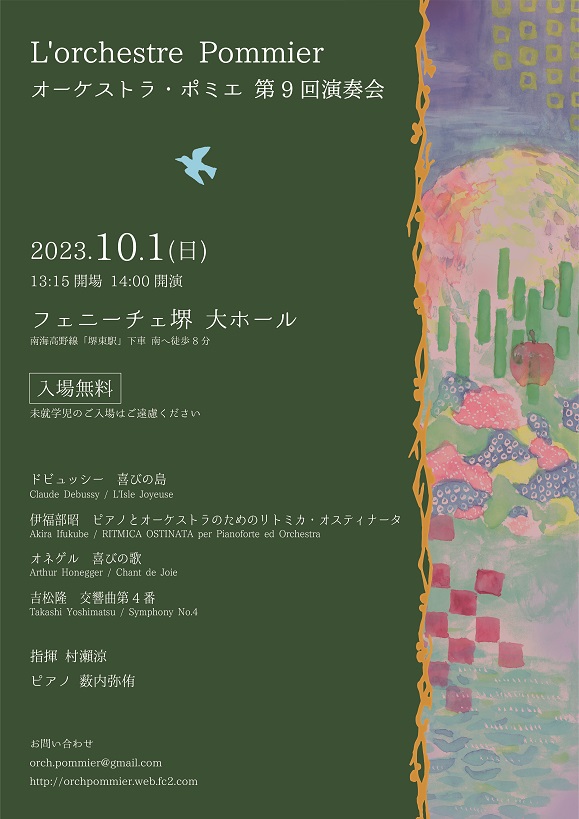 L'orchestre Pommier
オーケストラ・ポミエ 第9回演奏会
2023.10.1(日)
13:15開場 14:00開演
フェニーチェ堺 大ホール
南海高野線「堺東駅」下車 南へ徒歩8分
入場無料
未就学児のご入場はご遠慮ください
ドビュッシー 喜びの島
Claude Debussy / L'Isle Joyeuse
伊福部昭 ピアノとオーケストラのためのリトミカ・オスティナータ
Akira Ifukube / RITMICA OSTINATA per Pianoforte ed Orchestra
オネゲル 喜びの歌
Arthur Honegger / Chant de Joie
吉松隆 交響曲第4番
Takashi Yoshimatsu / Symphony No.4
指揮 村瀬涼
ピアノ 薮内弥侑
お問い合わせ
orch.pommier@gmail.com
http://orchpommier.web.fc2.com